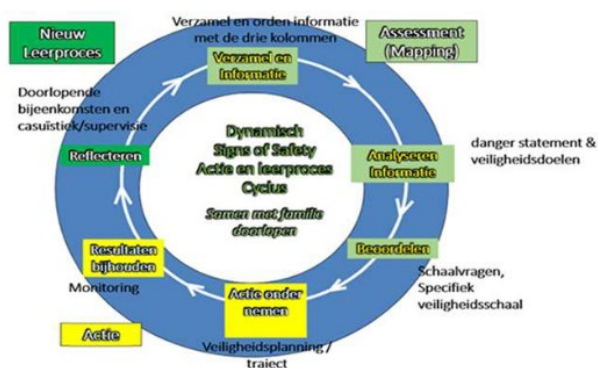 Nieuw
Leerproces
Verzamel en orden informatie
met de drie kolommen
Assessment
(Mapping)
Verzamel en
Informatie
Doorlopende
bijeenkomsten en
casuïstiek/supervisie
Reflecteren
Dynamisch
Signs of Safety
Actie en leerproces
Cyclus
Samen met familie
doorlopen
Analyseren
Informatie
danger statement &
veiligheidsdoelen
Beoordelen
Schaalvragen,
Specifiek
veiligheidsschaal
Resultaten
bijhouden
Monitoring
Actie onder
nemen
Veiligheidsplanning /
traject
Actie